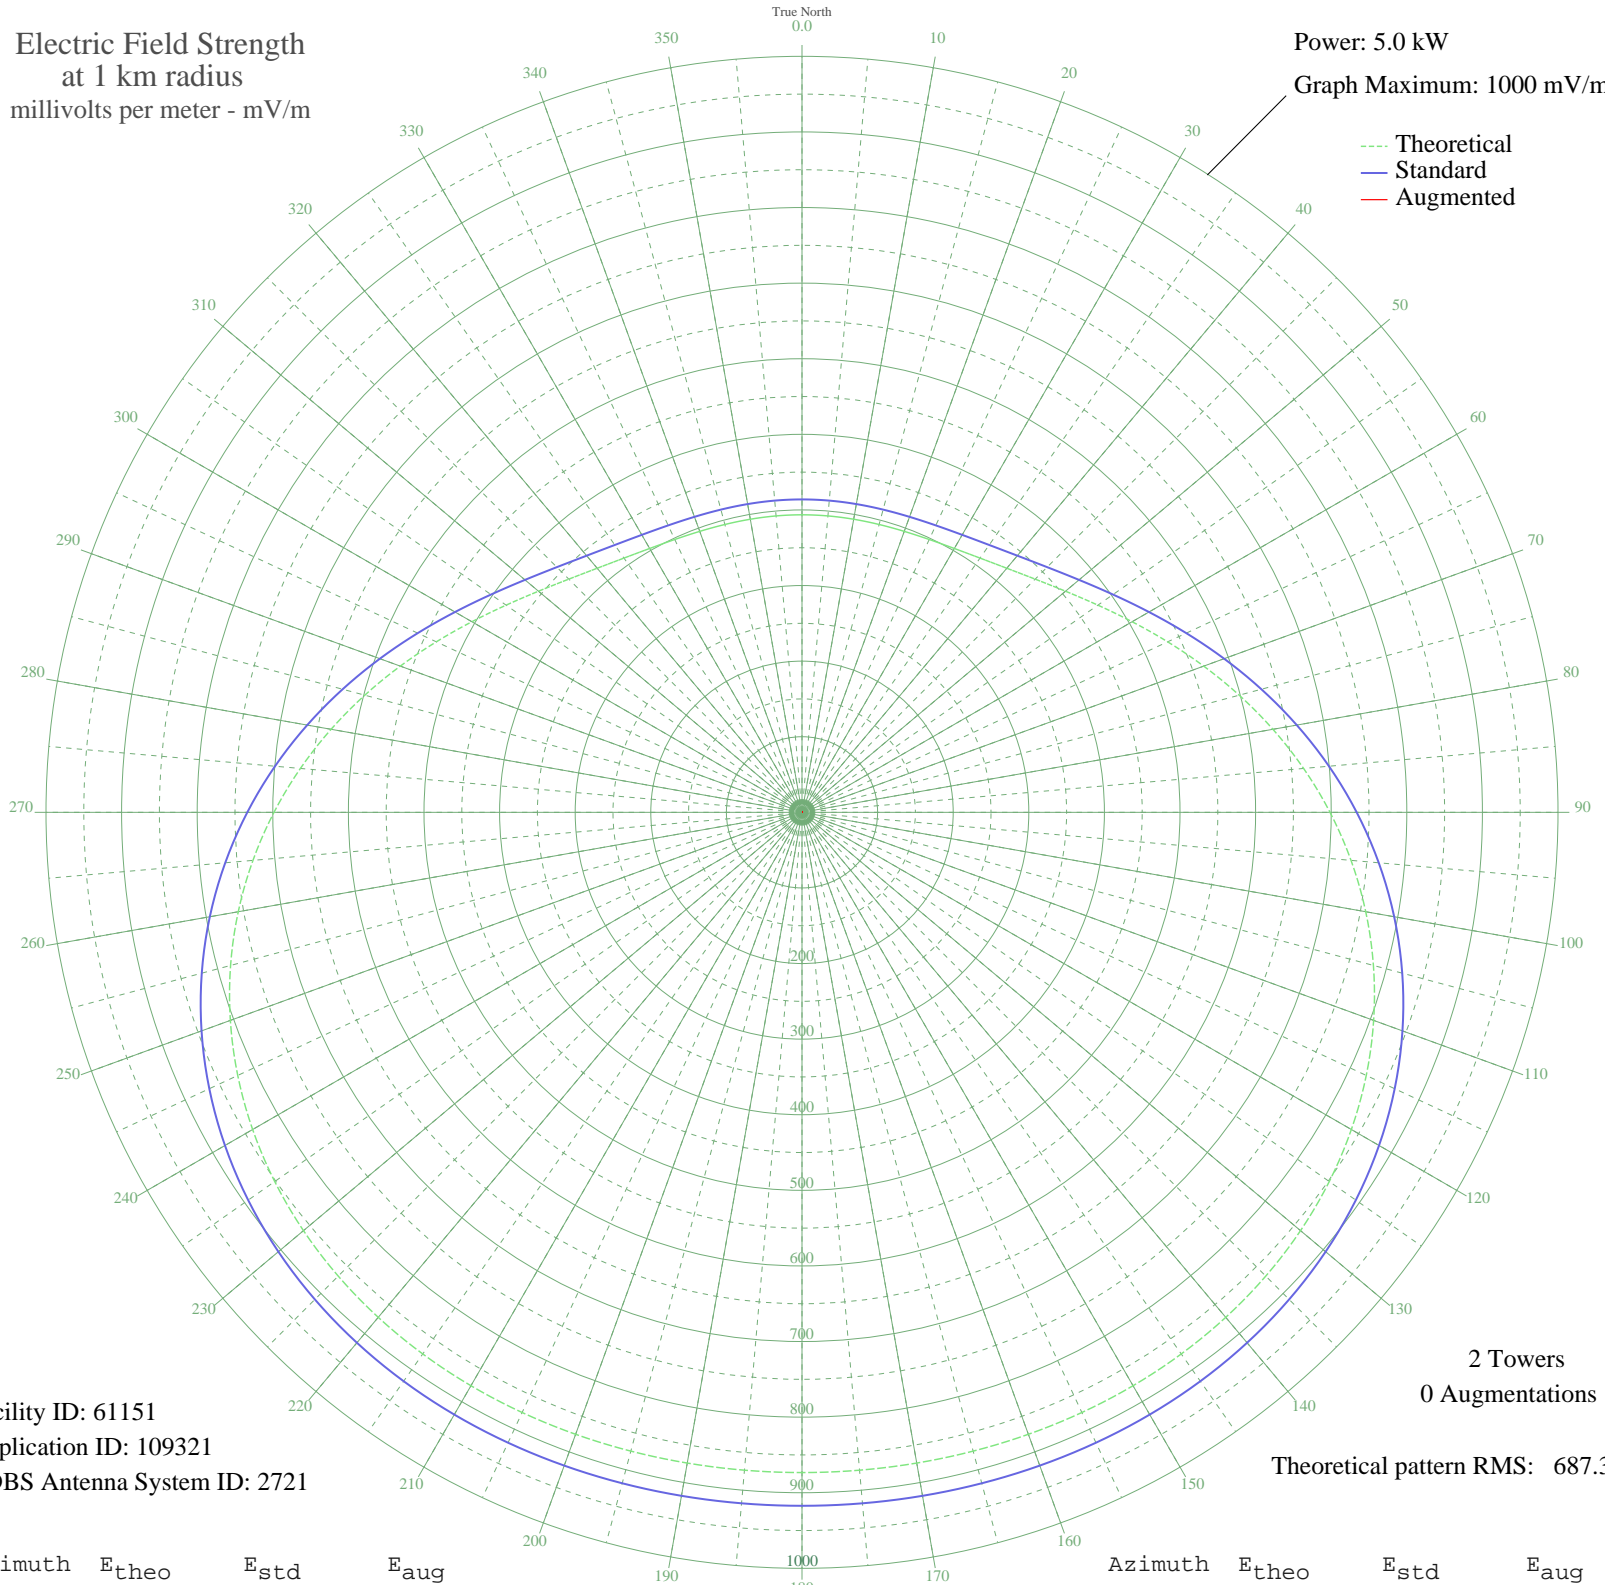 True North
0.0
Electric Field Strength
at 1 km radius
millivolts per meter - mV/m
Power: 5.0 kW
Graph Maximum: 1000 mV/m
Theoretical
Standard
Augmented
10
20
30
40
50
60
70
80
90
100
110
120
130
140
150
160
170
190
200
210
220
230
240
250
260
270
280
290
300
310
320
330
340
350
200
300
400
500
600
700
800
900
1000
180
2 Towers
0 Augmentations
Theoretical pattern RMS: 687.3
cility ID: 61151
plication ID: 109321
DBS Antenna System ID: 2721
imuth Etheo Estd Eaug Azimuth Etheo Estd Eaug